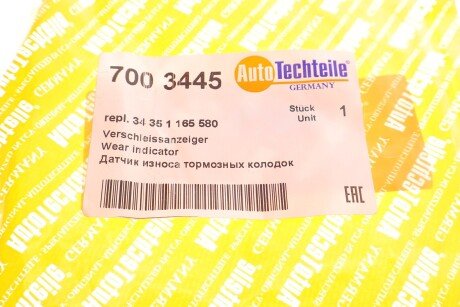 700 3445
AutoTechteile®
GERMANY
repl. 34 35 1 165 580
Stück
Unit
1
Verschleissanzeiger
Wear indicator
Датчик износа тормозных колодок
EAC